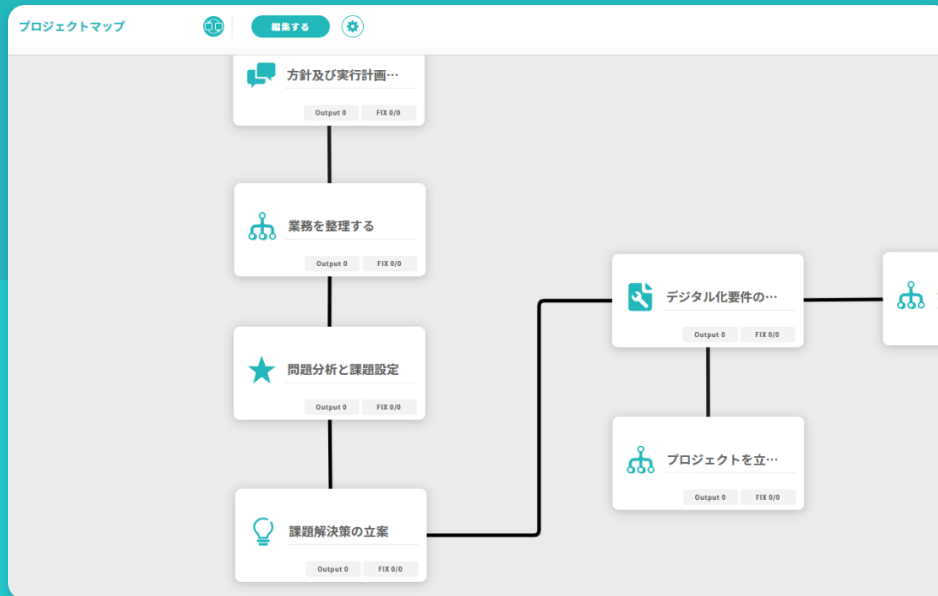 プロジェクトマップ
編集する
方針及び実行計画…
Output 0 FIX 0/0
業務を整理する
Output 0 FIX 0/0
問題分析と課題設定
Output 0 FIX 0/0
課題解決策の立案
Output 0 FIX 0/0
デジタル化要件の…
Output 0 FIX 0/0
プロジェクトを立…
Output 0 FIX 0/0